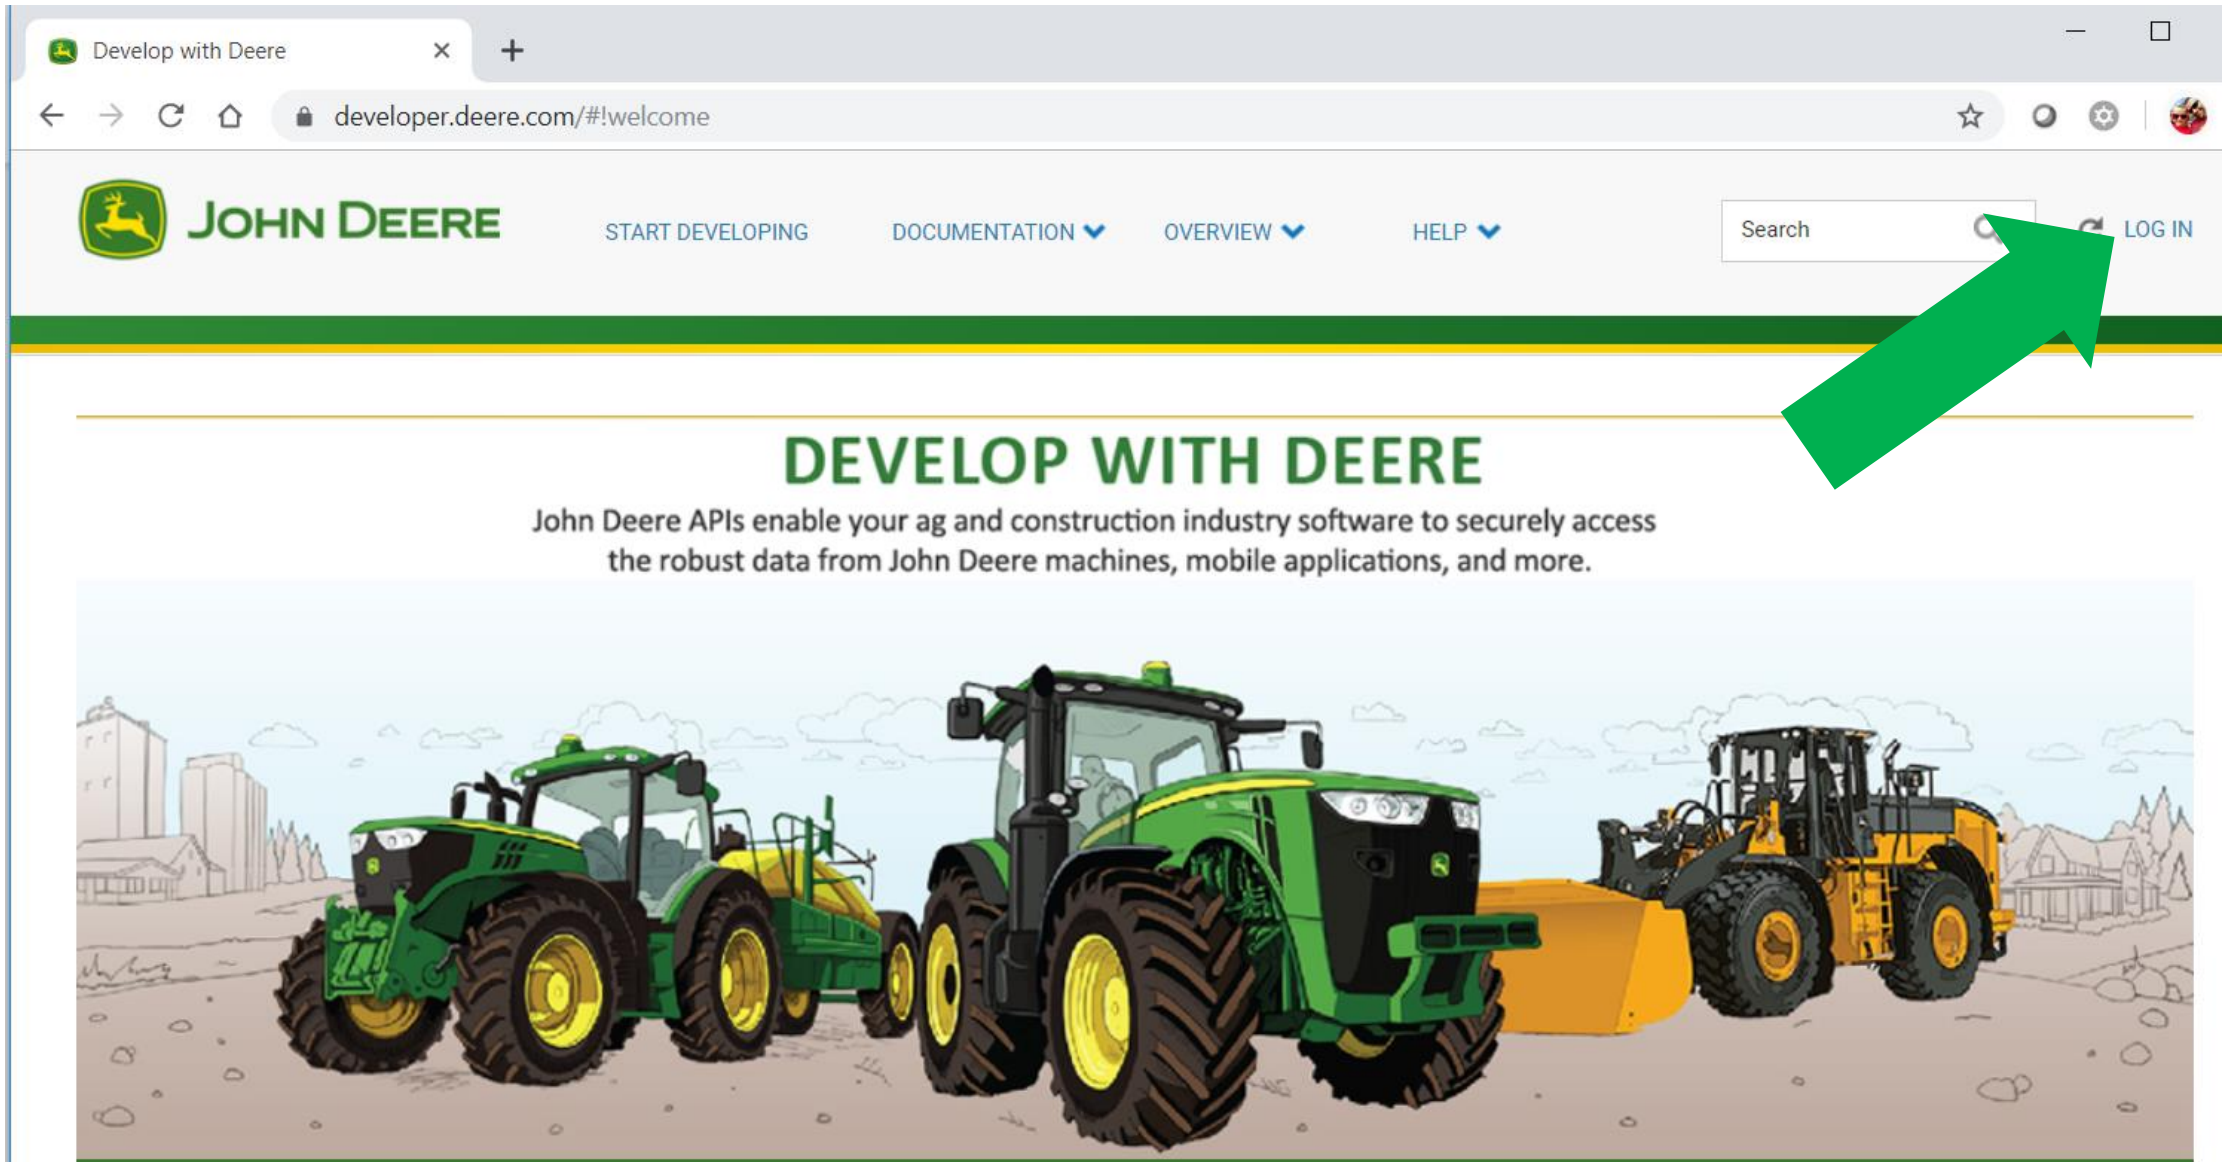 Develop with Deere
developer.deere.com/#!welcome
JOHN DEERE
START DEVELOPING
DOCUMENTATION
OVERVIEW
HELP
Search
LOG IN
DEVELOP WITH DEERE
John Deere APIs enable your ag and construction industry software to securely access
the robust data from John Deere machines, mobile applications, and more.